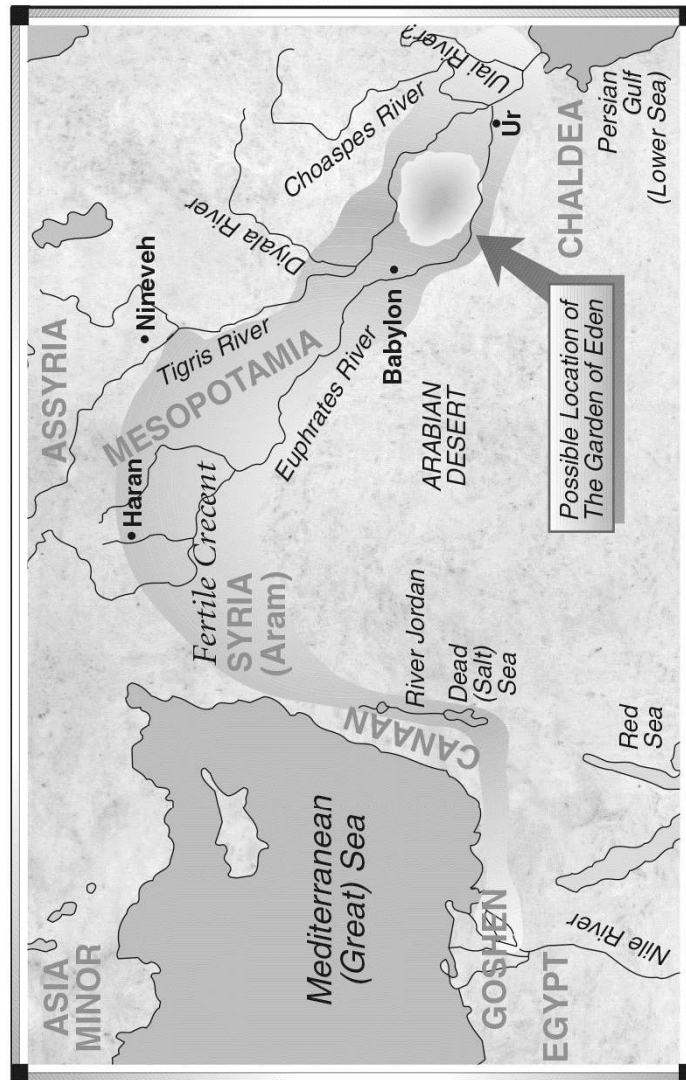 ASIA
MINOR
ASSYRIA
Haran
Nineveh
MESOPOTAMIA
Tigris River
Diyala River
Choaspes River
Ulai River?
Fertile Crecent
SYRIA
(Aram)
Euphrates River
Babylon
Ur
Mediterranean
(Great) Sea
CANAAN
River Jordan
Dead
(Salt)
Sea
ARABIAN
DESERT
CHALDEA
Persian
Gulf
(Lower Sea)
Possible Location of
The Garden of Eden
GOSHEN
EGYPT
Nile River
Red
Sea